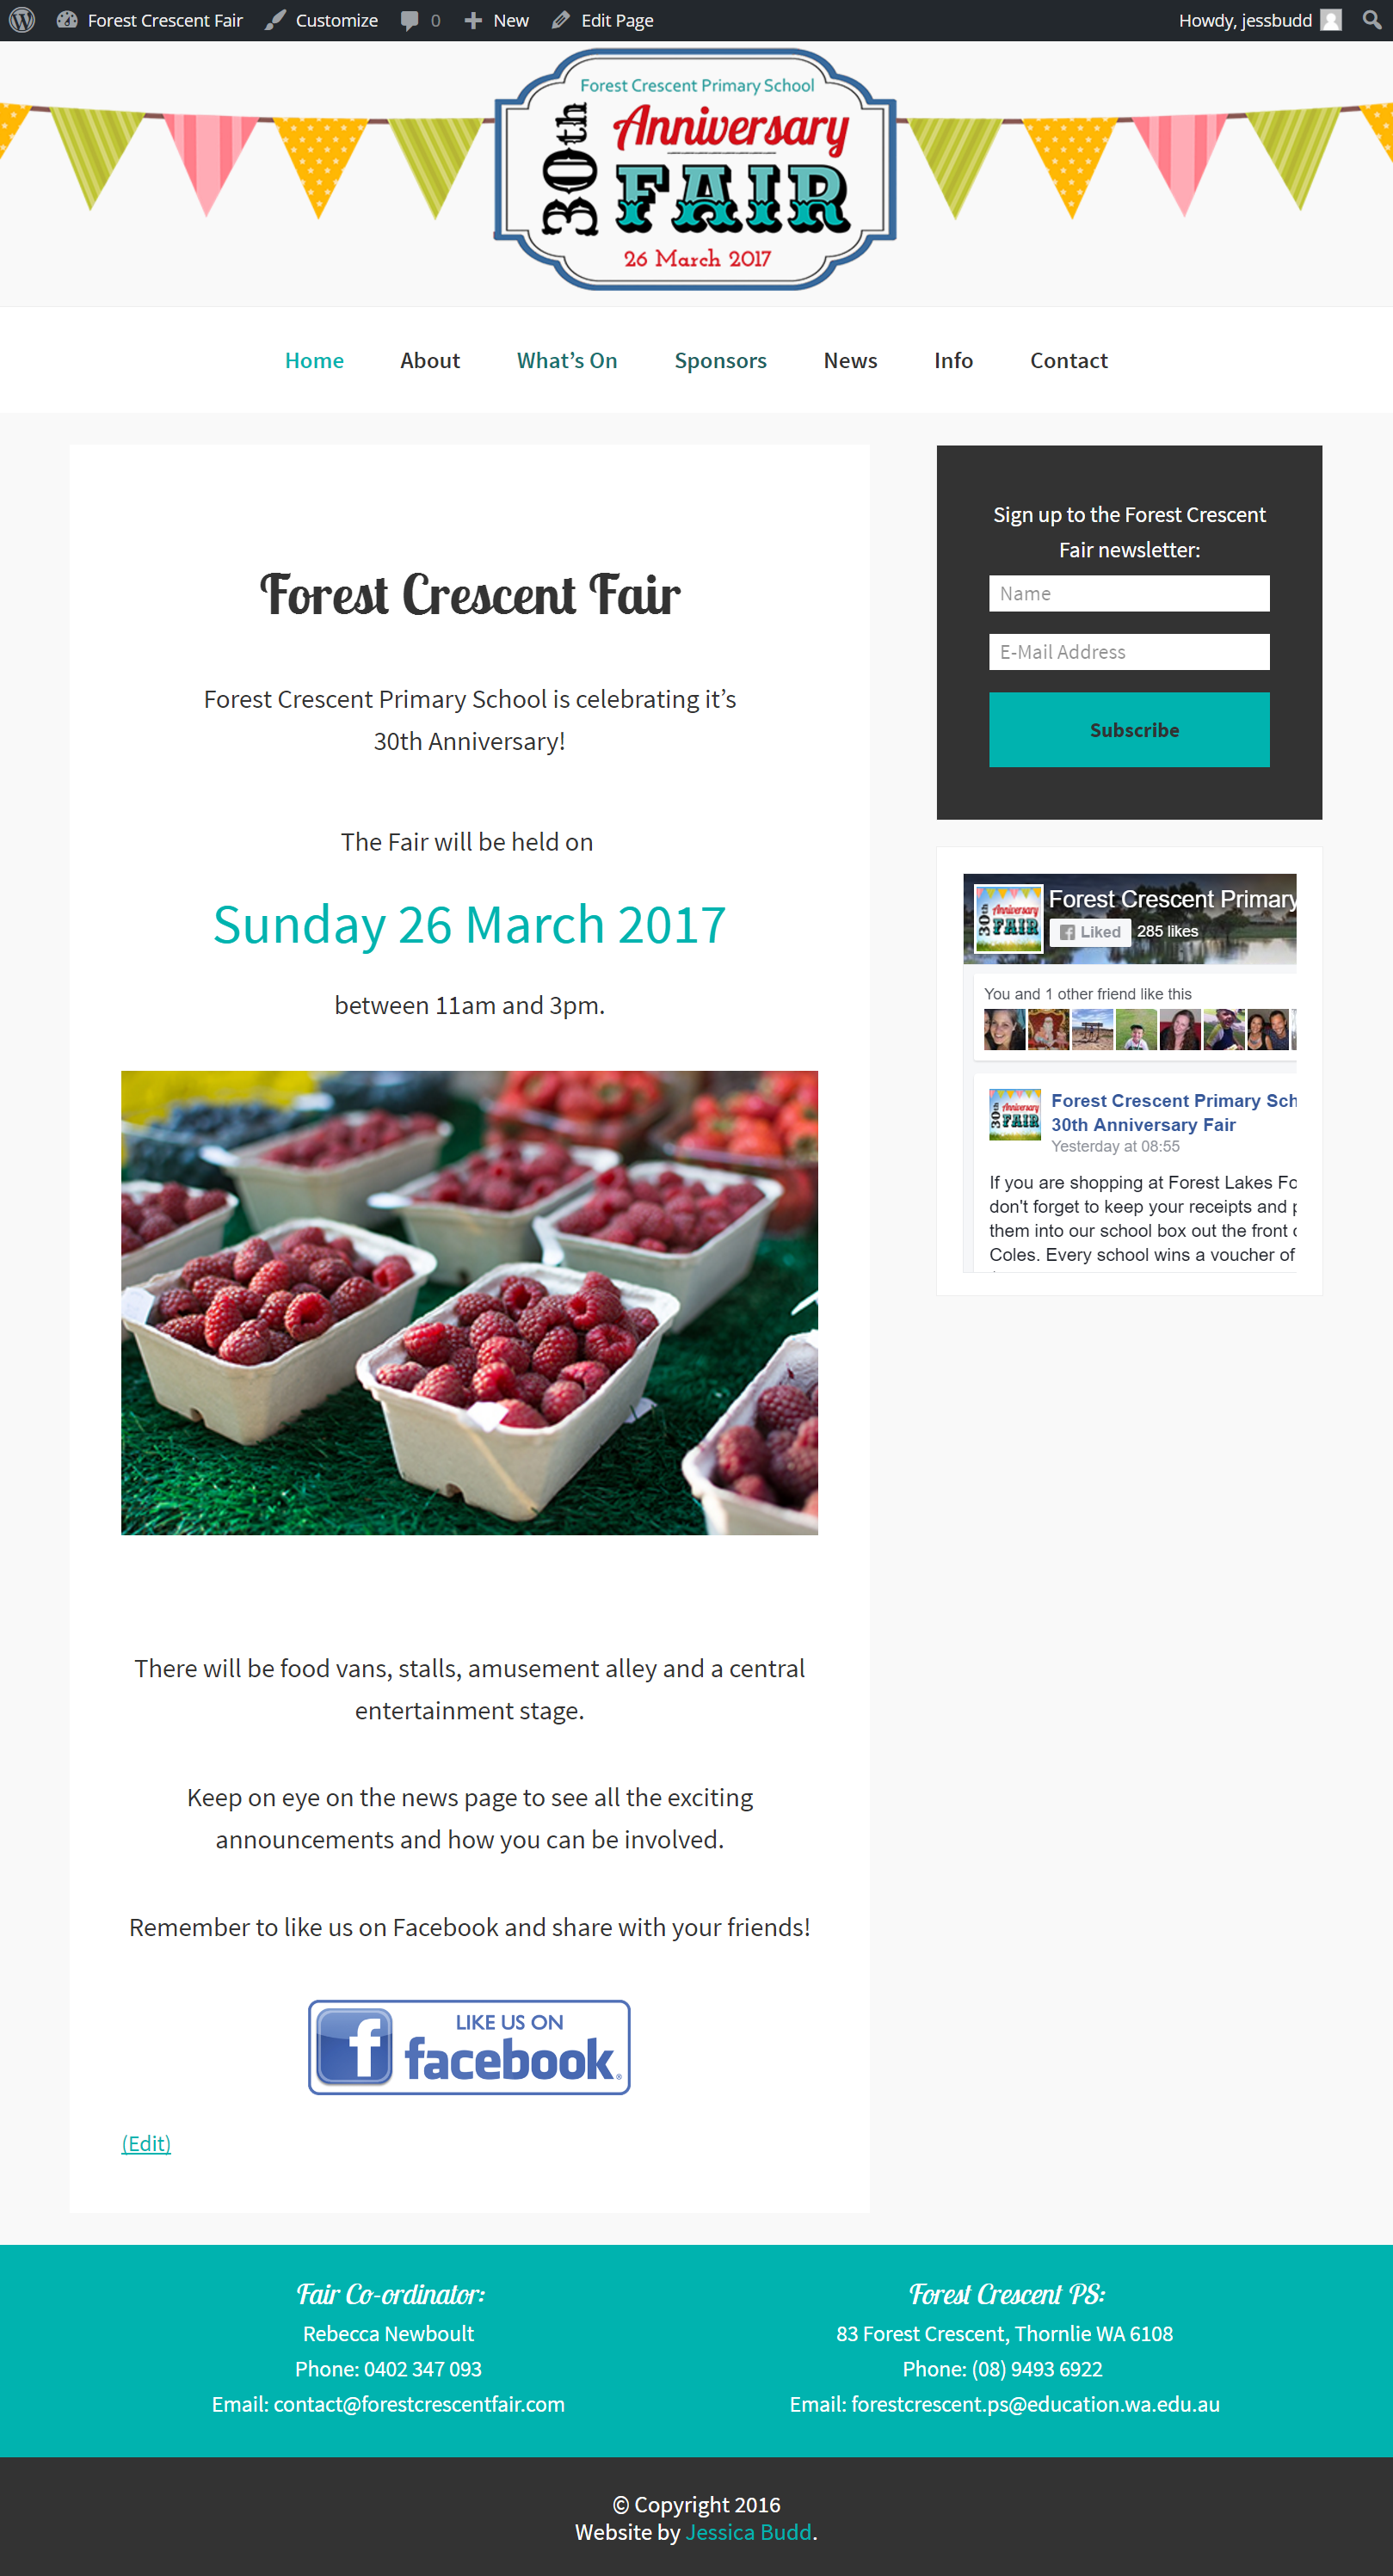 Forest Crescent Fair Customize 0 New Edit Page Howdy, jessbudd
Forest Crescent Primary School
30th
Anniversary
FAIR
26 March 2017
Home About What’s On Sponsors News Info Contact
Forest Crescent Fair
Forest Crescent Primary School is celebrating it’s
30th Anniversary!
The Fair will be held on
Sunday 26 March 2017
between 11am and 3pm.
There will be food vans, stalls, amusement alley and a central
entertainment stage.
Keep on eye on the news page to see all the exciting
announcements and how you can be involved.
Remember to like us on Facebook and share with your friends!
LIKE US ON
facebook
(Edit)
Sign up to the Forest Crescent
Fair newsletter:
Name
E-Mail Address
Subscribe
30th Anniversary FAIR
Forest Crescent Primary
Liked 285 likes
You and 1 other friend like this
30th Anniversary FAIR
Forest Crescent Primary Sch
30th Anniversary Fair
Yesterday at 08:55
If you are shopping at Forest Lakes Fo
don't forget to keep your receipts and p
them into our school box out the front o
Coles. Every school wins a voucher of
Fair Co-ordinator:
Rebecca Newboult
Phone: 0402 347 093
Email: contact@forestcrescentfair.com
Forest Crescent PS:
83 Forest Crescent, Thornlie WA 6108
Phone: (08) 9493 6922
Email: forestcrescent.ps@education.wa.edu.au
© Copyright 2016
Website by Jessica Budd.